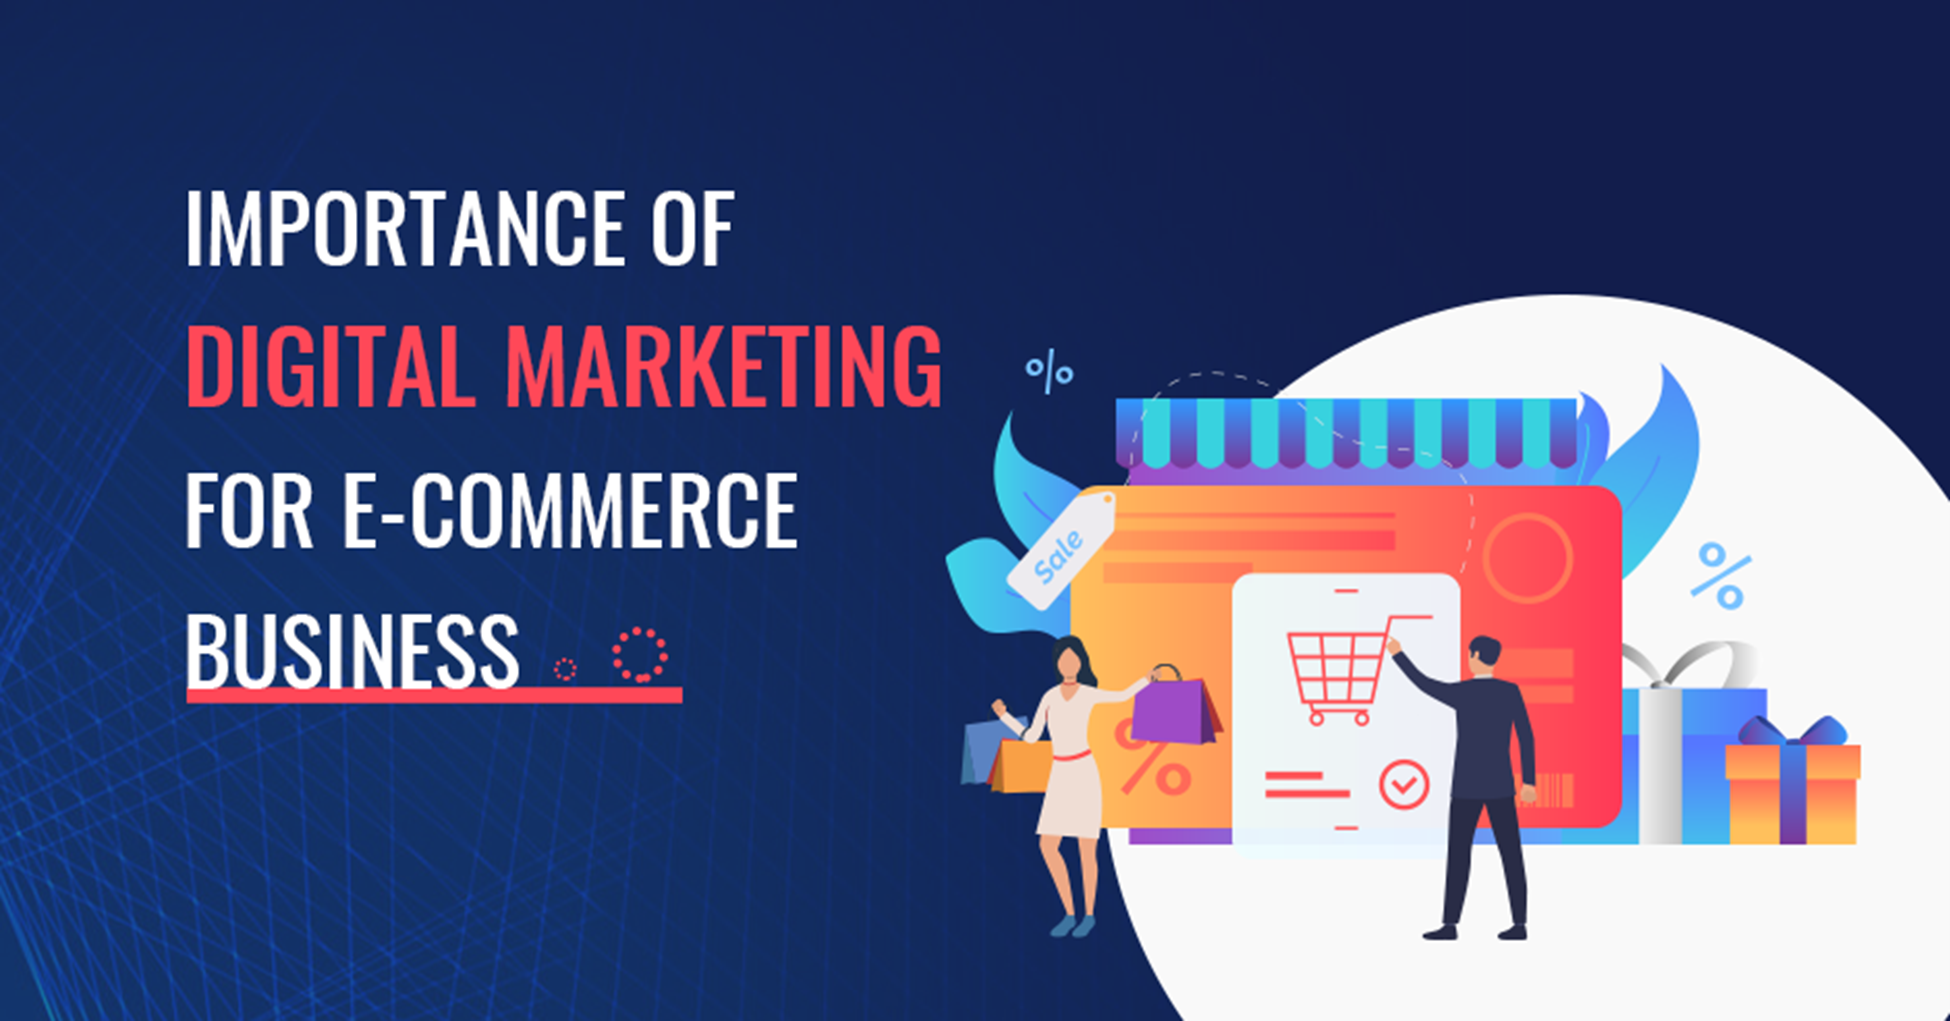 IMPORTANCE OF
DIGITAL MARKETING
FOR E-COMMERCE
BUSINESS
%
Sale
%
%